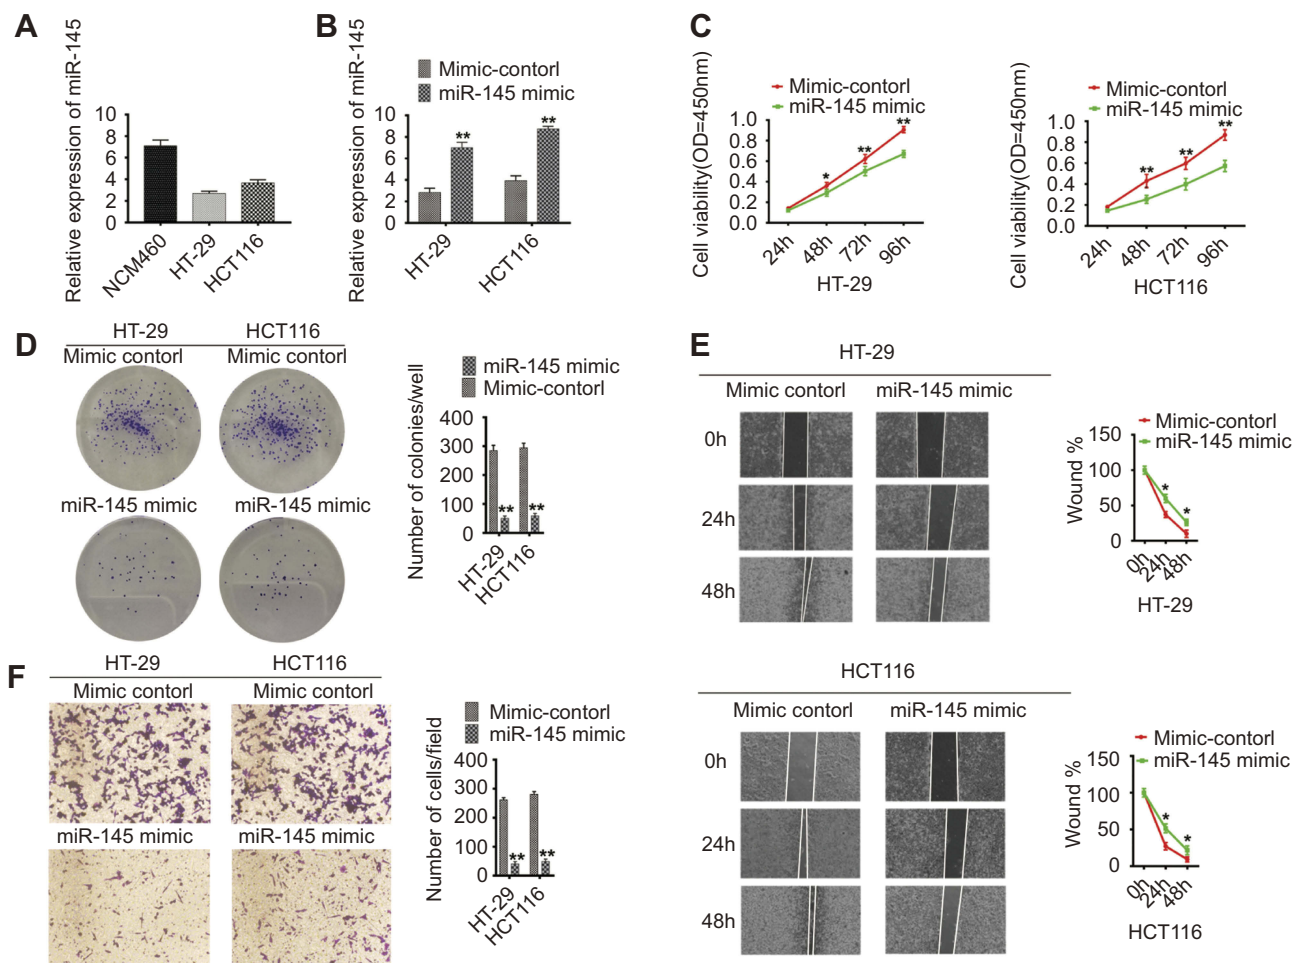 A
Relative expression of miR-145
10
8
6
4
2
0
NCM460
HT-29
HCT116
B
Relative expression of miR-145
Mimic-contorl
miR-145 mimic
10
8
6
4
2
0
**
**
HT-29
HCT116
C
Cell viability(OD=450nm)
Mimic-contorl
miR-145 mimic
1.0
0.8
0.6
0.4
0.2
0.0
*
**
**
24h
48h
72h
96h
HT-29
Cell viability(OD=450nm)
Mimic-contorl
miR-145 mimic
1.0
0.8
0.6
0.4
0.2
0.0
**
**
**
24h
48h
72h
96h
HCT116
D
HT-29
HCT116
Mimic contorl
Mimic contorl
miR-145 mimic
miR-145 mimic
miR-145 mimic
Mimic-contorl
Number of colonies/well
400
300
200
100
0
**
**
HT-29
HCT116
E
HT-29
Mimic contorl
miR-145 mimic
0h
24h
48h
Mimic-contorl
miR-145 mimic
Wound %
150
100
50
0
*
*
0h
24h
48h
HT-29
HCT116
Mimic contorl
miR-145 mimic
0h
24h
48h
Mimic-contorl
miR-145 mimic
Wound %
150
100
50
0
*
*
0h
24h
48h
HCT116
F
HT-29
HCT116
Mimic contorl
Mimic contorl
miR-145 mimic
miR-145 mimic
Mimic-contorl
miR-145 mimic
Number of cells/field
400
300
200
100
0
**
**
HT-29
HCT116